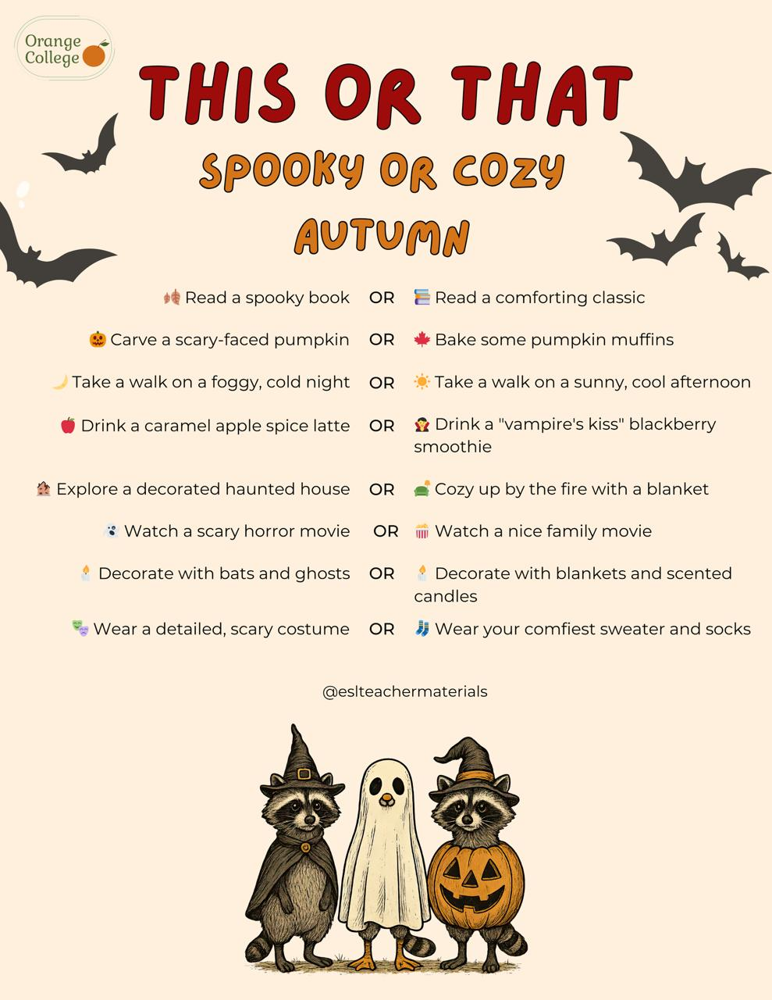 Orange
College
THIS OR THAT
SPOOKY OR COZY
AUTUMN
🍂 Read a spooky book OR 📚 Read a comforting classic
🎃 Carve a scary-faced pumpkin OR 🍁 Bake some pumpkin muffins
🌙 Take a walk on a foggy, cold night OR ☀️ Take a walk on a sunny, cool afternoon
🍎 Drink a caramel apple spice latte OR 🧛 Drink a "vampire's kiss" blackberry
smoothie
🏚️ Explore a decorated haunted house OR 🛋️ Cozy up by the fire with a blanket
👻 Watch a scary horror movie OR 🍿 Watch a nice family movie
🕯️ Decorate with bats and ghosts OR 🕯️ Decorate with blankets and scented
candles
🎭 Wear a detailed, scary costume OR 🧦 Wear your comfiest sweater and socks
@eslteachermaterials